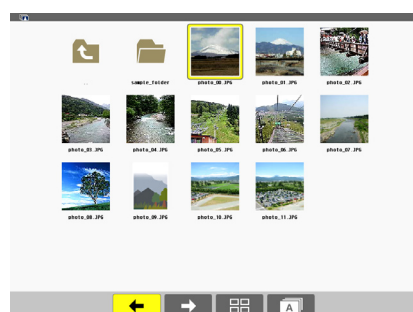 ..
sample_folder
photo_00.JPG
photo_01.JPG
photo_02.JPG
photo_03.JPG
photo_04.JPG
photo_05.JPG
photo_06.JPG
photo_07.JPG
photo_08.JPG
photo_09.JPG
photo_10.JPG
photo_11.JPG
A